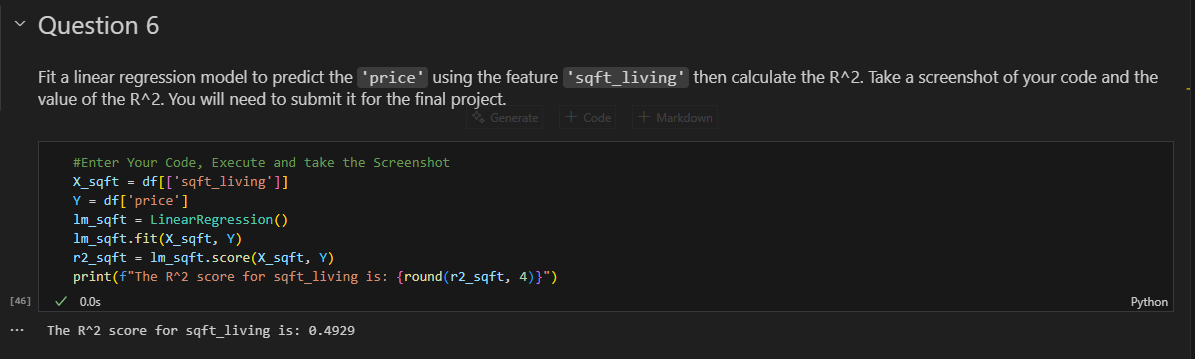 Question 6
Fit a linear regression model to predict the 'price' using the feature 'sqft_living' then calculate the R^2. Take a screenshot of your code and the
value of the R^2. You will need to submit it for the final project.
Generate + Code + Markdown
#Enter Your Code, Execute and take the Screenshot
X_sqft = df[['sqft_living']]
Y = df['price']
lm_sqft = LinearRegression()
lm_sqft.fit(X_sqft, Y)
r2_sqft = lm_sqft.score(X_sqft, Y)
print(f"The R^2 score for sqft_living is: {round(r2_sqft, 4)}")
[46] ✓ 0.0s Python
... The R^2 score for sqft_living is: 0.4929